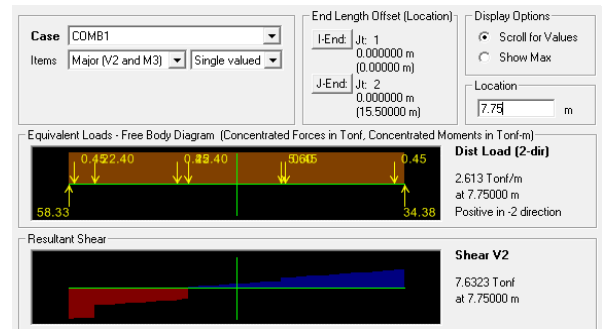 End Length Offset (Location)
Display Options
Case COMB1
I-End: Jt: 1
Scroll for Values
0.000000 m
Items Major (V2 and M3) Single valued
(0.00000 m)
Show Max
J-End: Jt: 2
0.000000 m
Location
(15.50000 m)
7.75 m
Equivalent Loads - Free Body Diagram (Concentrated Forces in Tonf, Concentrated Moments in Tonf-m)
Dist Load (2-dir)
0.45 22.40 22.40 0.45
2.613 Tonf/m
at 7.75000 m
58.33 34.38
Positive in -2 direction
Resultant Shear
Shear V2
7.6323 Tonf
at 7.75000 m